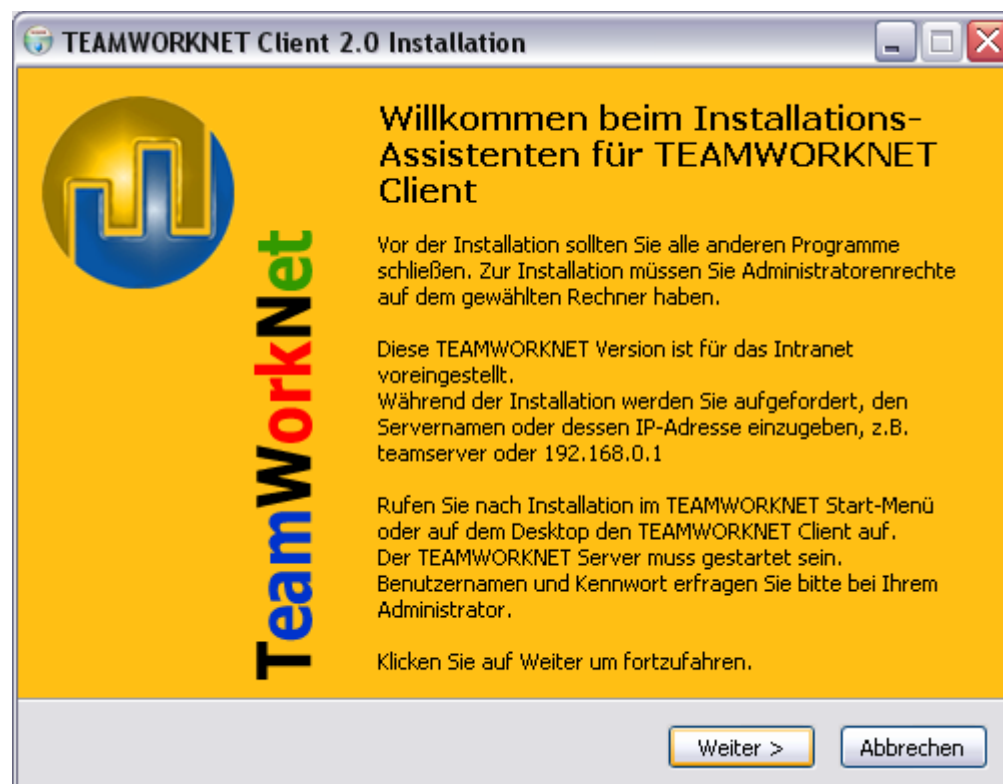 TEAMWORKNET Client 2.0 Installation
Willkommen beim Installations-
Assistenten für TEAMWORKNET
Client
Vor der Installation sollten Sie alle anderen Programme
schließen. Zur Installation müssen Sie Administratorenrechte
auf dem gewählten Rechner haben.
Diese TEAMWORKNET Version ist für das Intranet
voreingestellt.
Während der Installation werden Sie aufgefordert, den
Servernamen oder dessen IP-Adresse einzugeben, z.B.
teamserver oder 192.168.0.1
Rufen Sie nach Installation im TEAMWORKNET Start-Menü
oder auf dem Desktop den TEAMWORKNET Client auf.
Der TEAMWORKNET Server muss gestartet sein.
Benutzernamen und Kennwort erfragen Sie bitte bei Ihrem
Administrator.
Klicken Sie auf Weiter um fortzufahren.
TeamWorkNet
Weiter >
Abbrechen